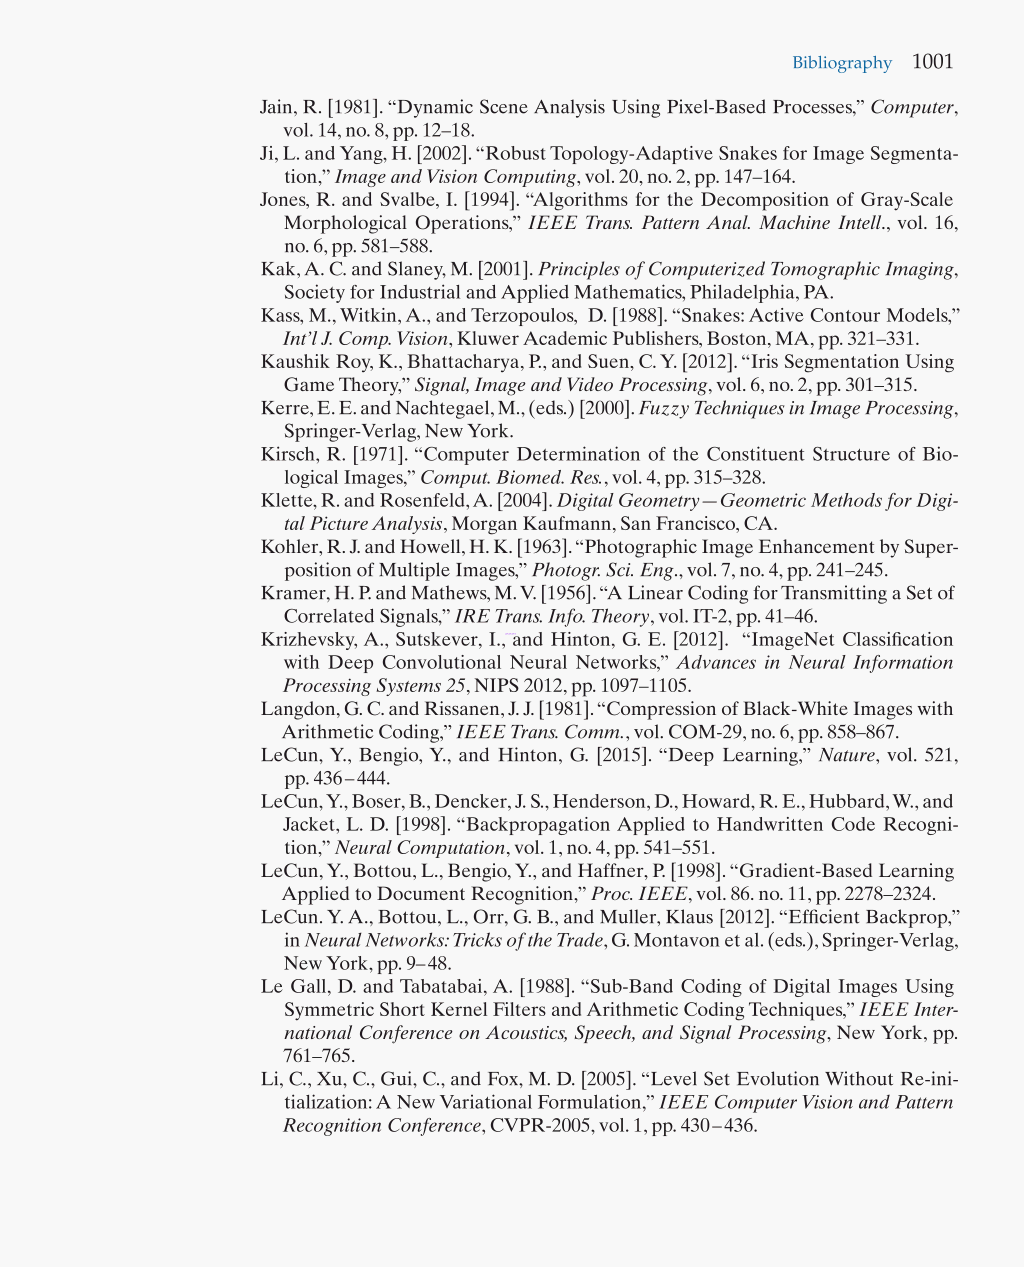 Bibliography 1001
Jain, R. [1981]. “Dynamic Scene Analysis Using Pixel-Based Processes,” Computer,
vol. 14, no. 8, pp. 12–18.
Ji, L. and Yang, H. [2002]. “Robust Topology-Adaptive Snakes for Image Segmenta-
tion,” Image and Vision Computing, vol. 20, no. 2, pp. 147–164.
Jones, R. and Svalbe, I. [1994]. “Algorithms for the Decomposition of Gray-Scale
Morphological Operations,” IEEE Trans. Pattern Anal. Machine Intell., vol. 16,
no. 6, pp. 581–588.
Kak, A. C. and Slaney, M. [2001]. Principles of Computerized Tomographic Imaging,
Society for Industrial and Applied Mathematics, Philadelphia, PA.
Kass, M., Witkin, A., and Terzopoulos, D. [1988]. “Snakes: Active Contour Models,”
Int’l J. Comp. Vision, Kluwer Academic Publishers, Boston, MA, pp. 321–331.
Kaushik Roy, K., Bhattacharya, P., and Suen, C. Y. [2012]. “Iris Segmentation Using
Game Theory,” Signal, Image and Video Processing, vol. 6, no. 2, pp. 301–315.
Kerre, E. E. and Nachtegael, M., (eds.) [2000]. Fuzzy Techniques in Image Processing,
Springer-Verlag, New York.
Kirsch, R. [1971]. “Computer Determination of the Constituent Structure of Bio-
logical Images,” Comput. Biomed. Res., vol. 4, pp. 315–328.
Klette, R. and Rosenfeld, A. [2004]. Digital Geometry—Geometric Methods for Digi-
tal Picture Analysis, Morgan Kaufmann, San Francisco, CA.
Kohler, R. J. and Howell, H. K. [1963]. “Photographic Image Enhancement by Super-
position of Multiple Images,” Photogr. Sci. Eng., vol. 7, no. 4, pp. 241–245.
Kramer, H. P. and Mathews, M. V. [1956]. “A Linear Coding for Transmitting a Set of
Correlated Signals,” IRE Trans. Info. Theory, vol. IT-2, pp. 41–46.
Krizhevsky, A., Sutskever, I., and Hinton, G. E. [2012]. “ImageNet Classification
with Deep Convolutional Neural Networks,” Advances in Neural Information
Processing Systems 25, NIPS 2012, pp. 1097–1105.
Langdon, G. C. and Rissanen, J. J. [1981]. “Compression of Black-White Images with
Arithmetic Coding,” IEEE Trans. Comm., vol. COM-29, no. 6, pp. 858–867.
LeCun, Y., Bengio, Y., and Hinton, G. [2015]. “Deep Learning,” Nature, vol. 521,
pp. 436–444.
LeCun, Y., Boser, B., Dencker, J. S., Henderson, D., Howard, R. E., Hubbard, W., and
Jacket, L. D. [1998]. “Backpropagation Applied to Handwritten Code Recogni-
tion,” Neural Computation, vol. 1, no. 4, pp. 541–551.
LeCun, Y., Bottou, L., Bengio, Y., and Haffner, P. [1998]. “Gradient-Based Learning
Applied to Document Recognition,” Proc. IEEE, vol. 86. no. 11, pp. 2278–2324.
LeCun. Y. A., Bottou, L., Orr, G. B., and Muller, Klaus [2012]. “Efficient Backprop,”
in Neural Networks: Tricks of the Trade, G. Montavon et al. (eds.), Springer-Verlag,
New York, pp. 9–48.
Le Gall, D. and Tabatabai, A. [1988]. “Sub-Band Coding of Digital Images Using
Symmetric Short Kernel Filters and Arithmetic Coding Techniques,” IEEE Inter-
national Conference on Acoustics, Speech, and Signal Processing, New York, pp.
761–765.
Li, C., Xu, C., Gui, C., and Fox, M. D. [2005]. “Level Set Evolution Without Re-ini-
tialization: A New Variational Formulation,” IEEE Computer Vision and Pattern
Recognition Conference, CVPR-2005, vol. 1, pp. 430–436.